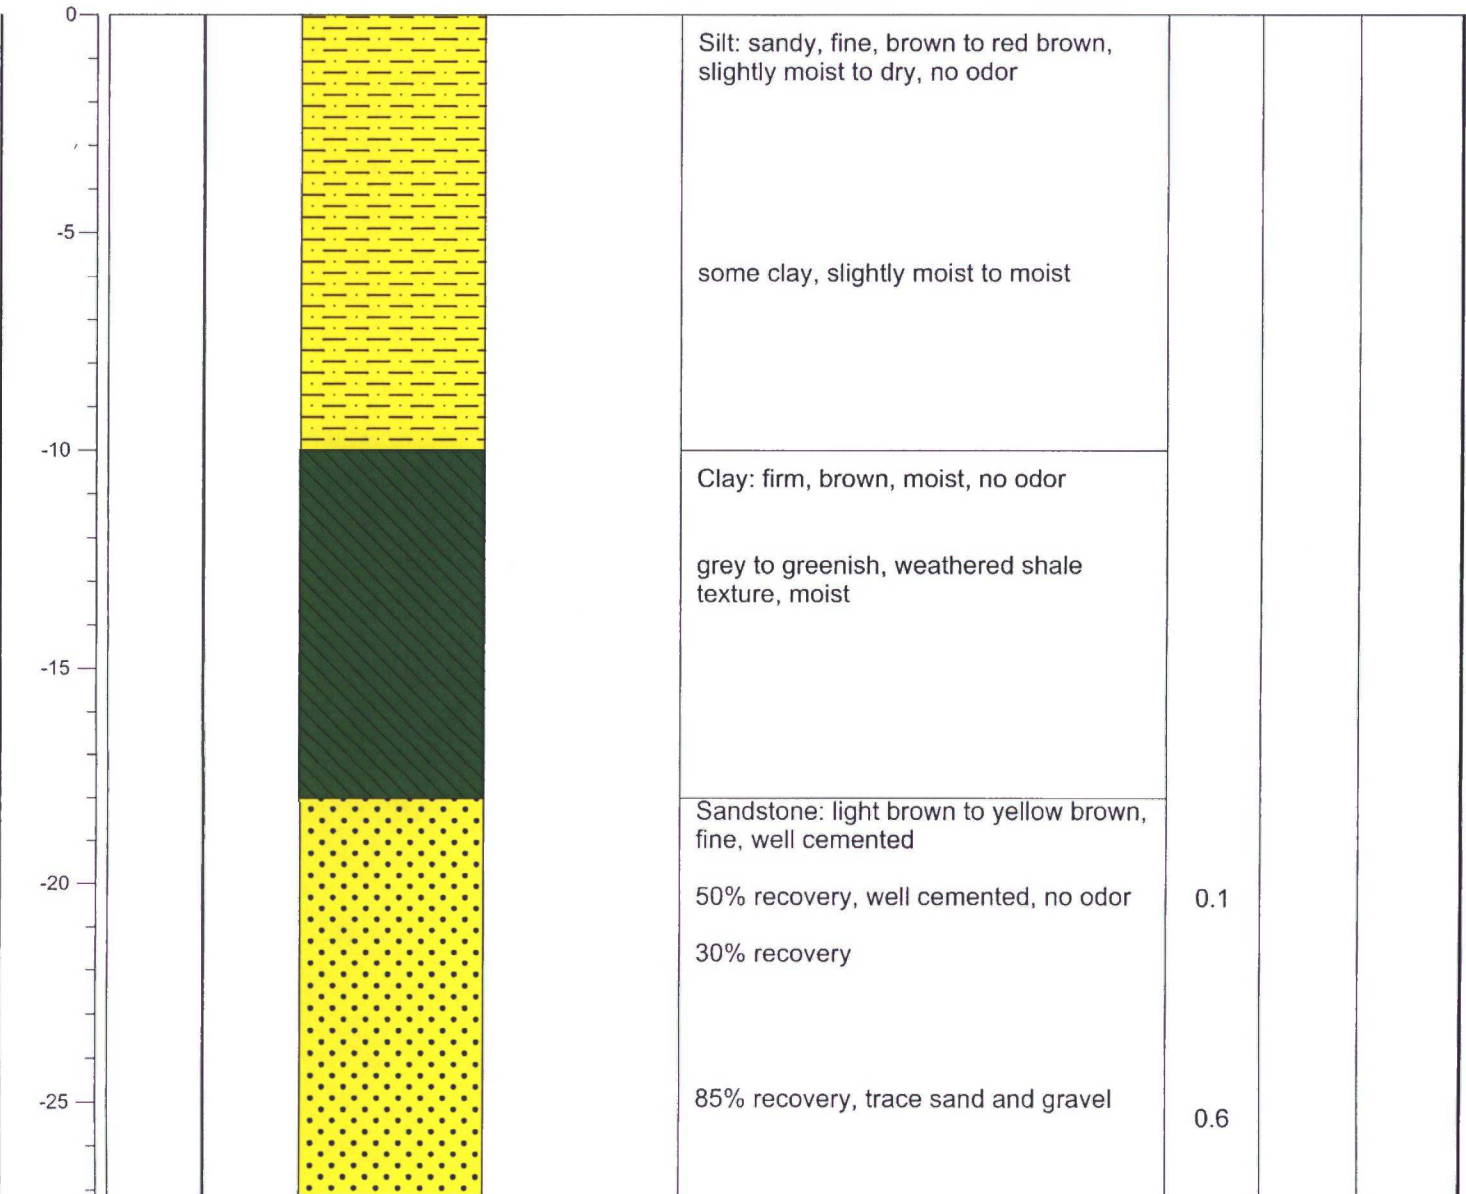 0
Silt: sandy, fine, brown to red brown,
slightly moist to dry, no odor
-5
some clay, slightly moist to moist
-10
Clay: firm, brown, moist, no odor
grey to greenish, weathered shale
texture, moist
-15
Sandstone: light brown to yellow brown,
fine, well cemented
-20
50% recovery, well cemented, no odor 0.1
30% recovery
-25
85% recovery, trace sand and gravel
0.6